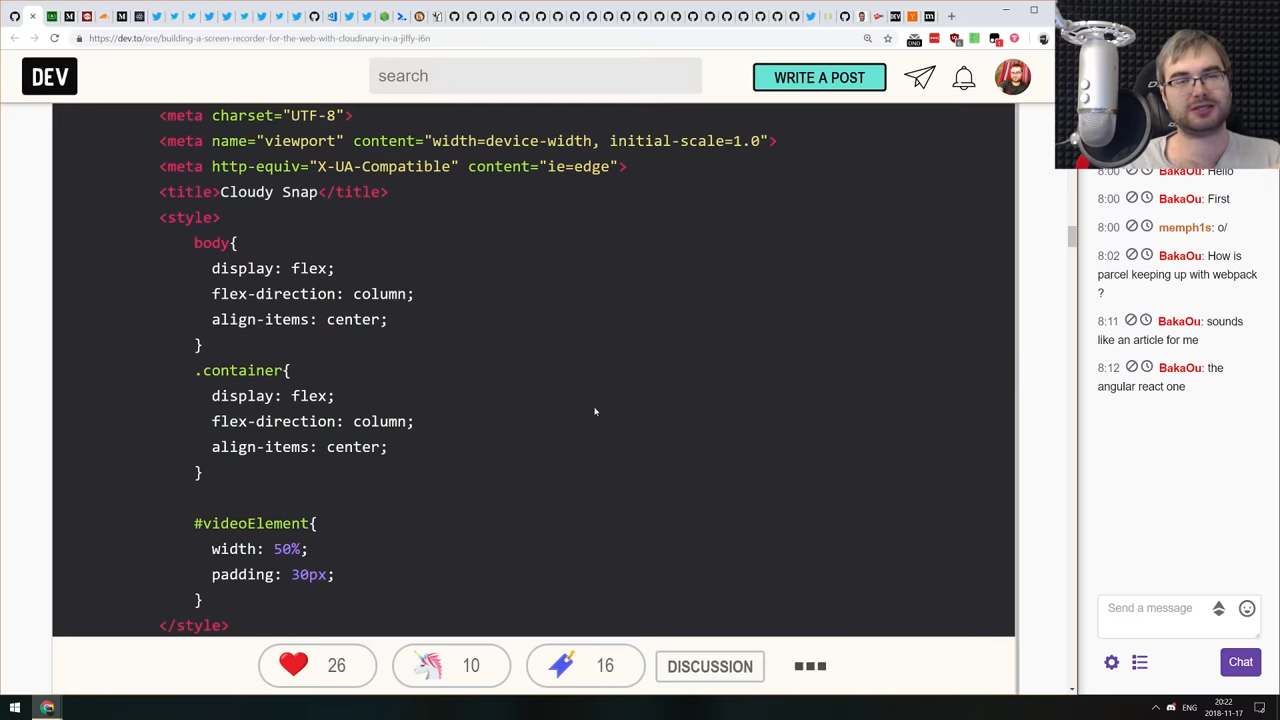 https://dev.to/ore/building-a-screen-recorder-for-the-web-with-cloudinary-in-a-jiffy-i6n
DEV
search
WRITE A POST
<meta charset="UTF-8">
<meta name="viewport" content="width=device-width, initial-scale=1.0">
<meta http-equiv="X-UA-Compatible" content="ie=edge">
<title>Cloudy Snap</title>
<style>
body{
display: flex;
flex-direction: column;
align-items: center;
}
.container{
display: flex;
flex-direction: column;
align-items: center;
}
#videoElement{
width: 50%;
padding: 30px;
}
</style>
26
10
16
DISCUSSION
8:00 BakaOu: Hello
8:00 BakaOu: First
8:00 memph1s: o/
8:02 BakaOu: How is
parcel keeping up with webpack
?
8:11 BakaOu: sounds
like an article for me
8:12 BakaOu: the
angular react one
Send a message
Chat
ENG
20:22
2018-11-17